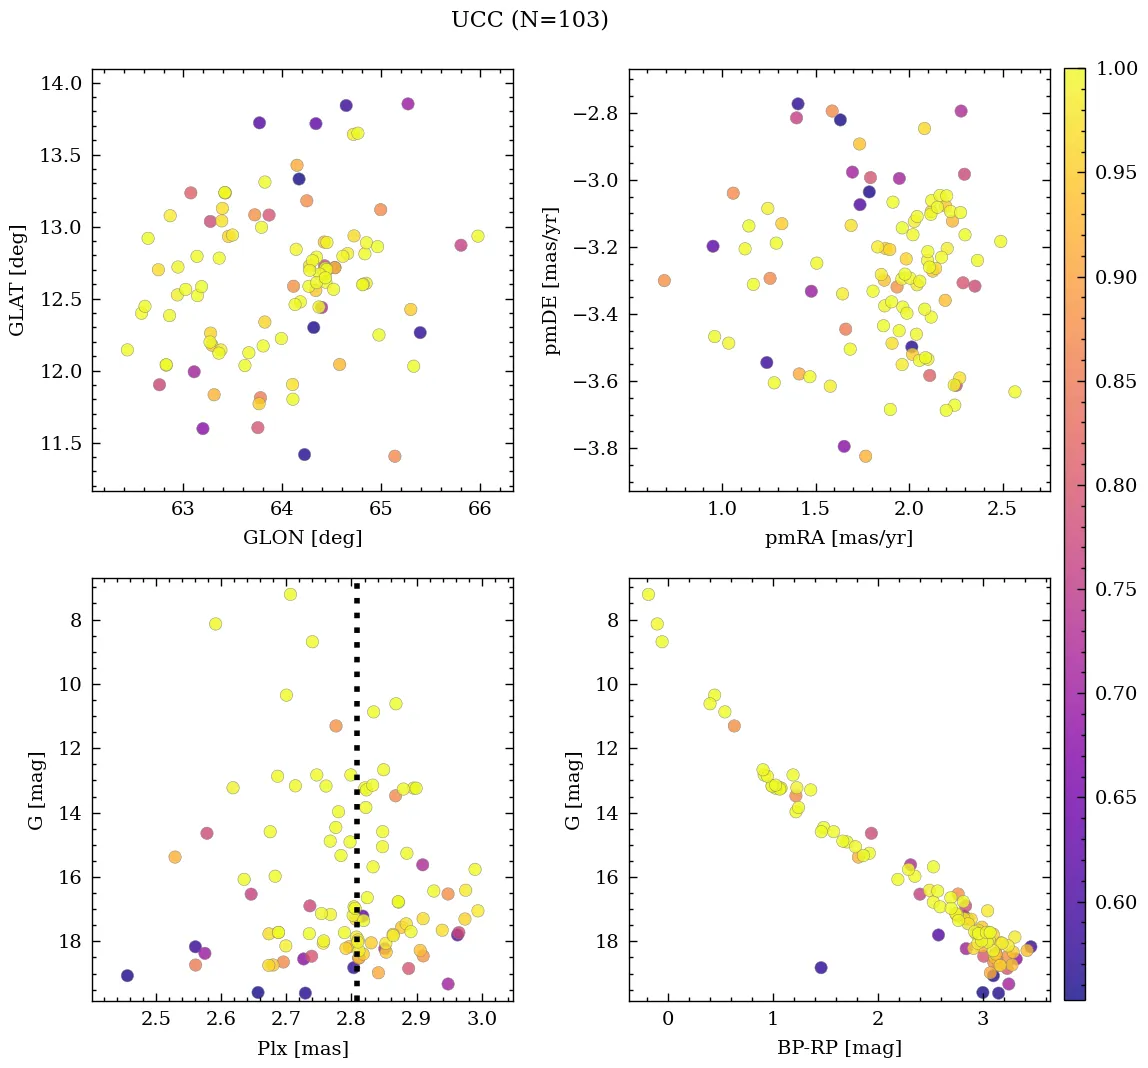 UCC (N=103)
14.0
13.5
13.0
12.5
12.0
11.5
GLAT [deg]
63 64 65 66
GLON [deg]
−2.8
−3.0
−3.2
−3.4
−3.6
−3.8
pmDE [mas/yr]
1.0 1.5 2.0 2.5
pmRA [mas/yr]
8
10
12
14
16
18
G [mag]
2.5 2.6 2.7 2.8 2.9 3.0
Plx [mas]
8
10
12
14
16
18
G [mag]
0 1 2 3
BP-RP [mag]
1.00
0.95
0.90
0.85
0.80
0.75
0.70
0.65
0.60